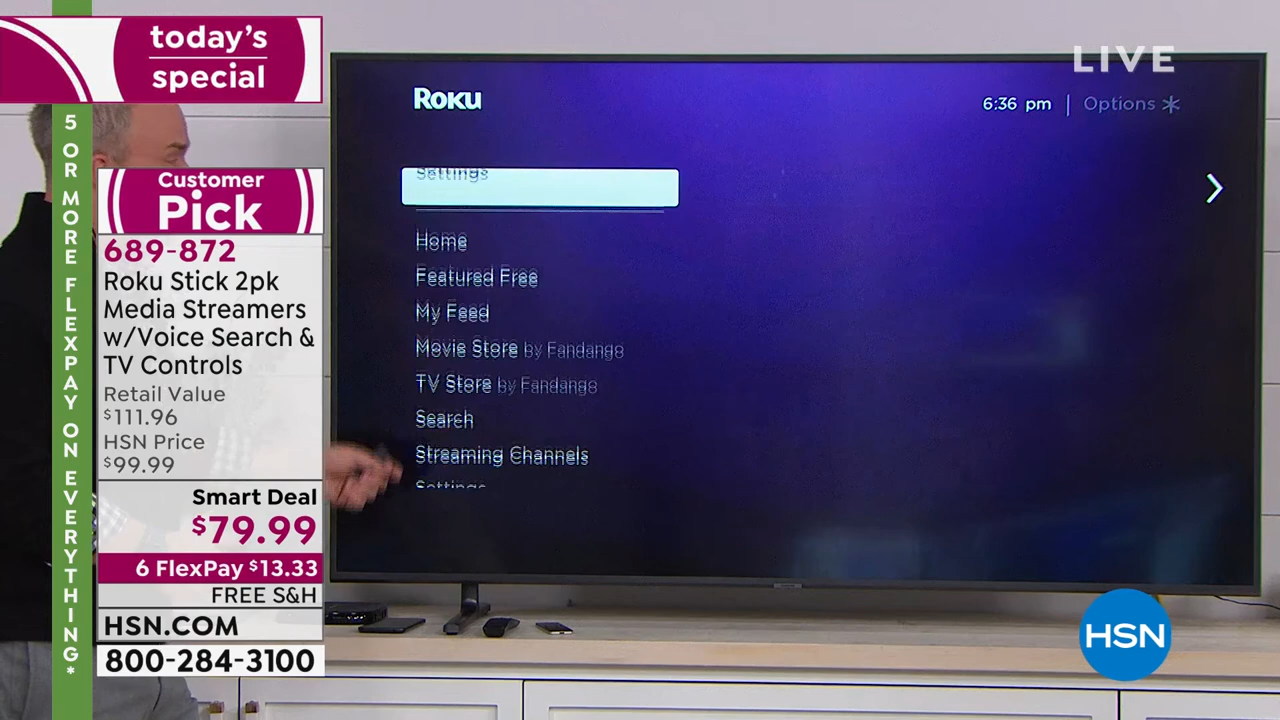 today's
special
5 OR MORE FLEXPAY ON EVERYTHING*
Customer
Pick
689-872
Roku Stick 2pk
Media Streamers
w/Voice Search &
TV Controls
Retail Value
$111.96
HSN Price
$99.99
Smart Deal
$79.99
6 FlexPay $13.33
FREE S&H
HSN.COM
800-284-3100
LIVE
Roku
6:36 pm | Options *
Settings
Home
Featured Free
My Feed
Movie Store by Fandango
TV Store by Fandango
Search
Streaming Channels
Settings
HSN